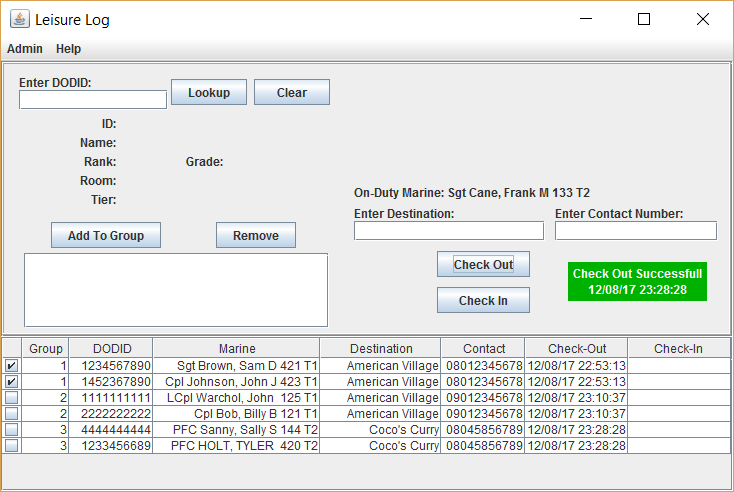 Leisure Log
Admin Help
Enter DODID:
Lookup Clear
ID:
Name:
Rank: Grade:
Room:
Tier:
On-Duty Marine: Sgt Cane, Frank M 133 T2
Enter Destination: Enter Contact Number:
Add To Group Remove
Check Out
Check In
Check Out Successfull
12/08/17 23:28:28
Group DODID Marine Destination Contact Check-Out Check-In
1 1234567890 Sgt Brown, Sam D 421 T1 American Village 08012345678 12/08/17 22:53:13
1 1452367890 Cpl Johnson, John J 423 T1 American Village 08012345678 12/08/17 22:53:13
2 1111111111 LCpl Warchol, John  125 T1 American Village 09012345678 12/08/17 23:10:37
2 2222222222 Cpl Bob, Billy B 121 T1 American Village 09012345678 12/08/17 23:10:37
3 4444444444 PFC Sanny, Sally S 144 T2 Coco's Curry 08045856789 12/08/17 23:28:28
3 1233456689 PFC HOLT, TYLER  420 T2 Coco's Curry 08045856789 12/08/17 23:28:28